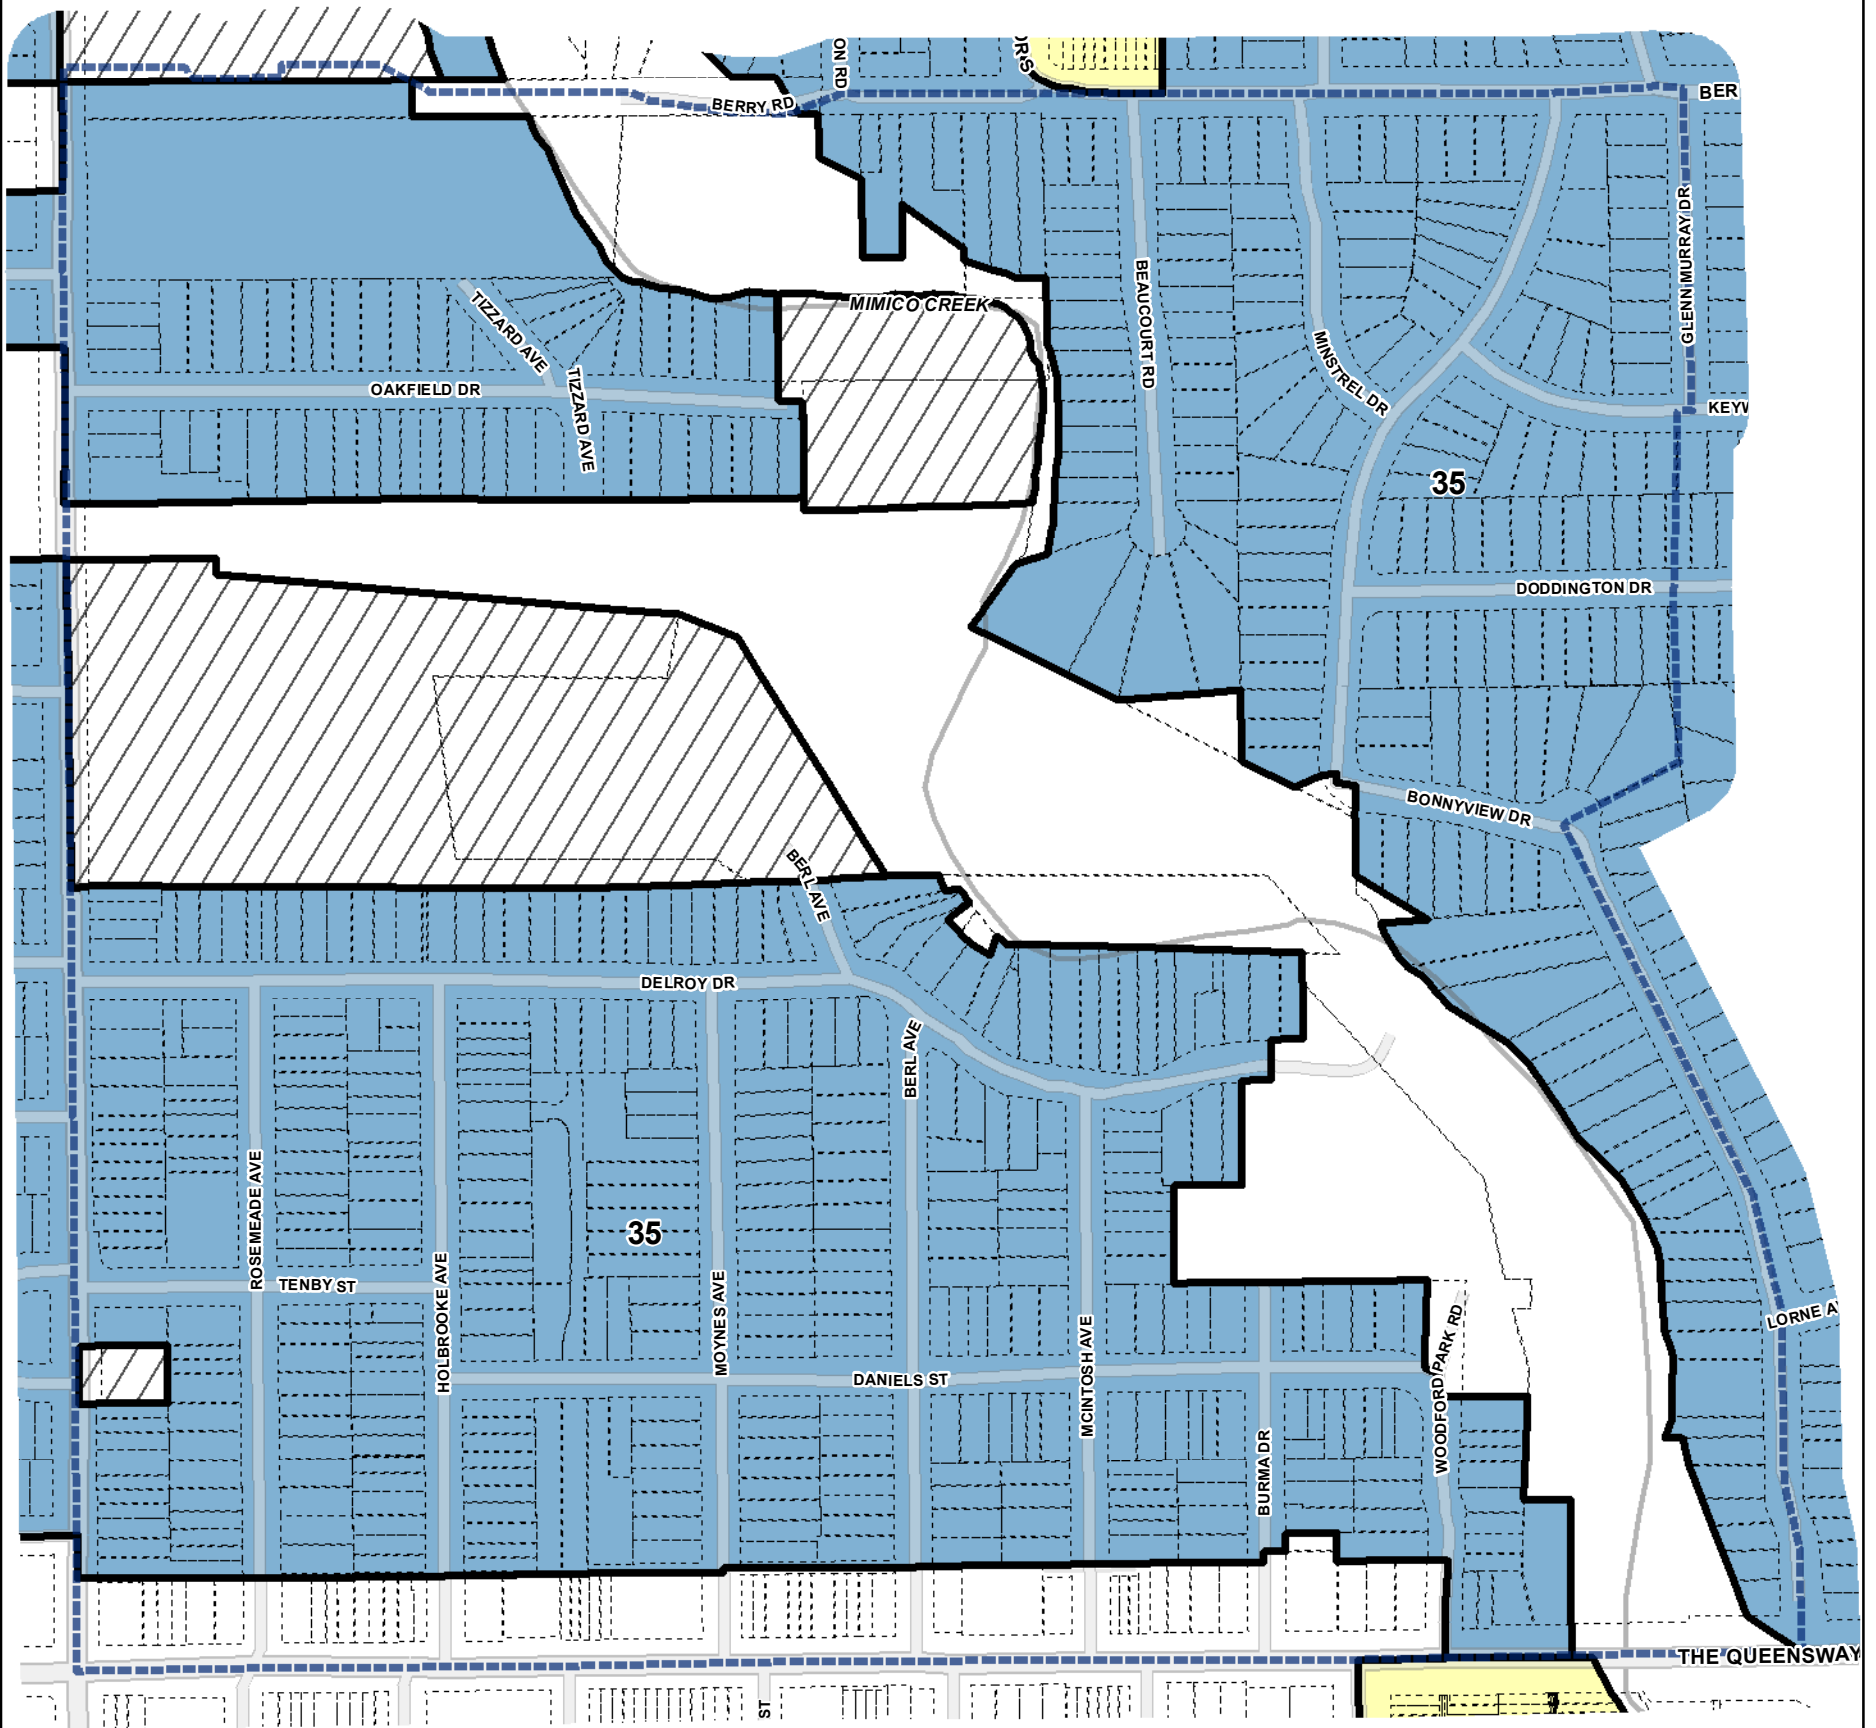 ON RD
ORS
BERRY RD
BER
GLENN MURRAY DR
BEAUCOURT RD
MIMICO CREEK
TIZZARD AVE
MINSTREL DR
OAKFIELD DR
TIZZARD AVE
KEYW
35
DODDINGTON DR
BONNYVIEW DR
BERL AVE
DELROY DR
BERL AVE
ROSEMEADE AVE
35
TENBY ST
HOLBROOKE AVE
MOYNES AVE
MCINTOSH AVE
WOODFORD PARK RD
LORNE A
DANIELS ST
BURMA DR
THE QUEENSWAY
ST